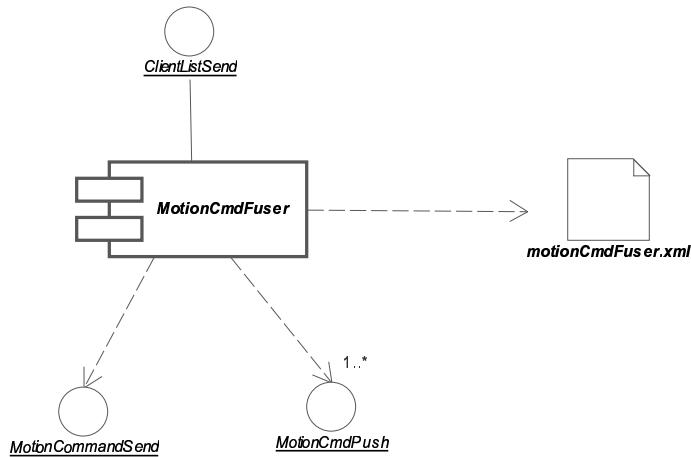 ClientListSend
MotionCmdFuser
motionCmdFuser.xml
1..*
MotionCommandSend
MotionCmdPush